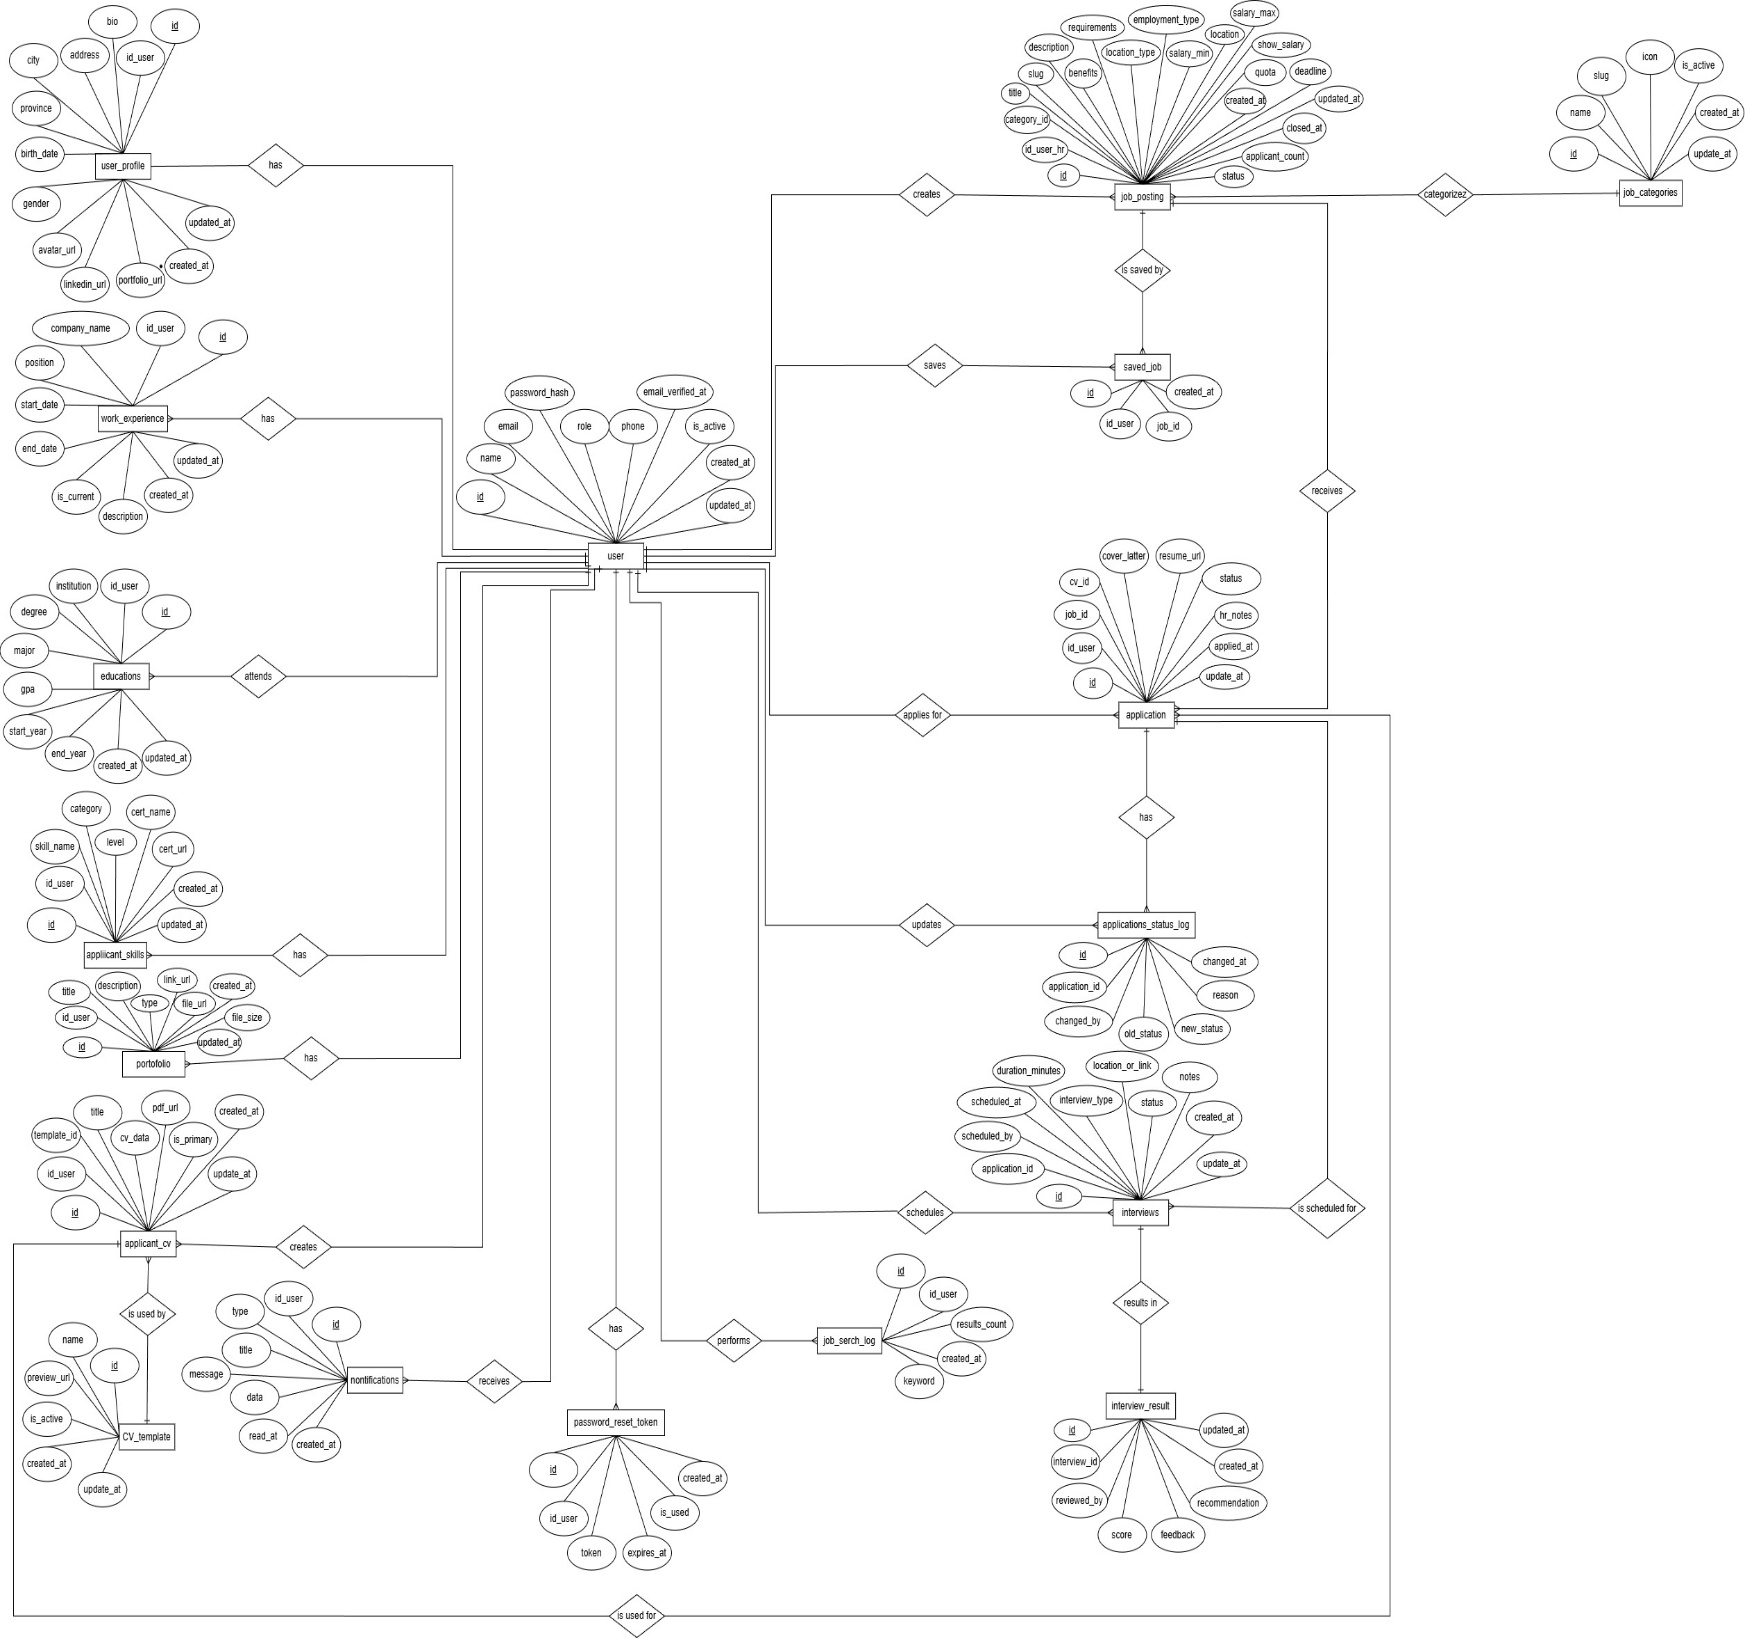 bio
id
city
address
id_user
province
birth_date
user_profile
has
gender
updated_at
avatar_url
created_at
linkedin_url
portfolio_url
company_name
id_user
id
position
start_date
work_experience
has
end_date
updated_at
is_current
created_at
description
institution
id_user
id
degree
major
educations
attends
gpa
start_year
end_year
created_at
updated_at
category
cert_name
skill_name
level
cert_url
id_user
created_at
id
updated_at
appliicant_skills
has
title
description
link_url
created_at
type
file_url
id_user
file_size
id
updated_at
portofolio
has
title
pdf_url
created_at
template_id
cv_data
is_primary
id_user
update_at
id
applicant_cv
creates
is used by
name
id
preview_url
is_active
CV_template
created_at
update_at
id_user
type
id
title
message
data
nontifications
receives
read_at
created_at
password_hash
email_verified_at
email
role
phone
is_active
name
created_at
id
updated_at
user
has
password_reset_token
id
created_at
id_user
is_used
token
expires_at
performs
job_serch_log
id
id_user
results_count
created_at
keyword
creates
saves
applies for
updates
schedules
requirements
employment_type
salary_max
description
location_type
salary_min
location
show_salary
slug
benefits
quota
deadline
title
created_at
updated_at
category_id
closed_at
id_user_hr
applicant_count
id
status
job_posting
categorizez
job_categories
slug
icon
is_active
name
created_at
id
update_at
is saved by
saved_job
id
created_at
id_user
job_id
receives
cover_latter
resume_url
cv_id
status
job_id
hr_notes
id_user
applied_at
id
update_at
application
has
applications_status_log
id
changed_at
application_id
reason
changed_by
old_status
new_status
duration_minutes
location_or_link
notes
scheduled_at
interview_type
status
created_at
scheduled_by
application_id
update_at
id
interviews
is scheduled for
results in
interview_result
id
updated_at
interview_id
created_at
reviewed_by
recommendation
score
feedback
is used for